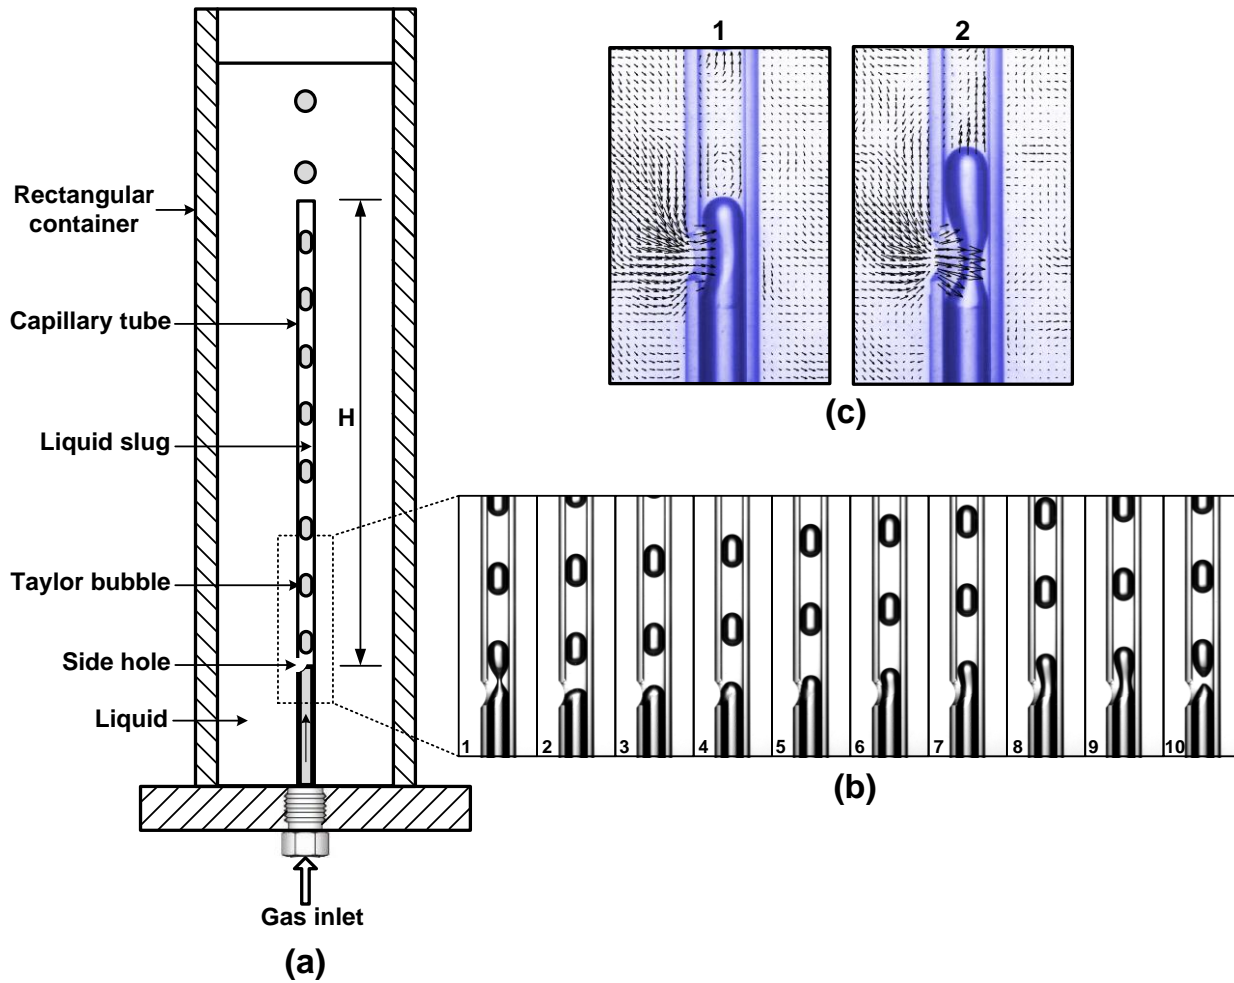 Rectangular
container
Capillary tube
Liquid slug
Taylor bubble
Side hole
Liquid
H
Gas inlet
(a)
1
2
(c)
1
2
3
4
5
6
7
8
9
10
(b)